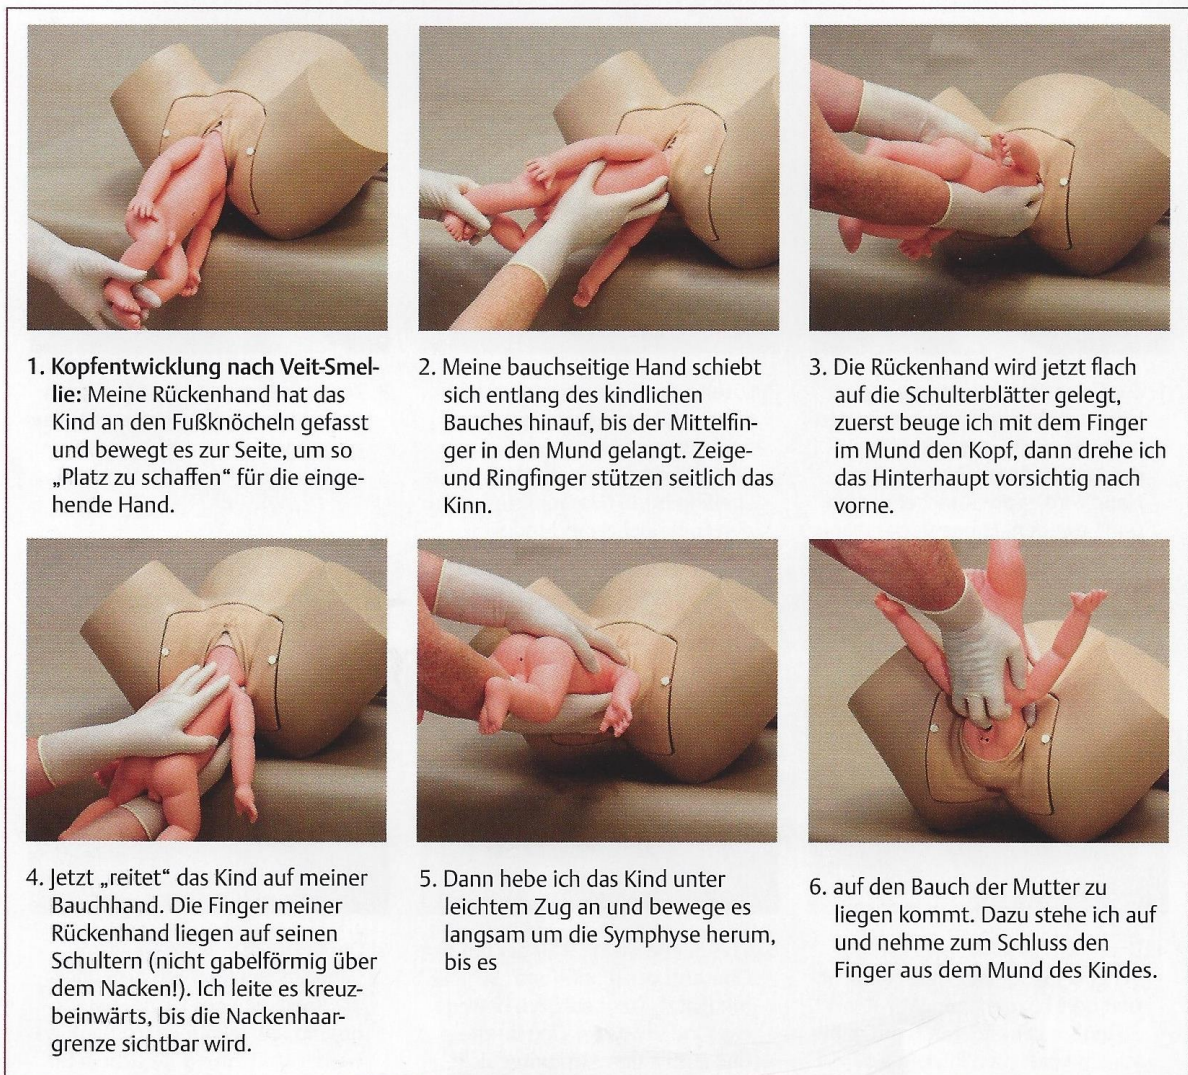 1. Kopfentwicklung nach Veit-Smel-
lie: Meine Rückenhand hat das
Kind an den Fußknöcheln gefasst
und bewegt es zur Seite, um so
„Platz zu schaffen“ für die einge-
hende Hand.
2. Meine bauchseitige Hand schiebt
sich entlang des kindlichen
Bauches hinauf, bis der Mittelfin-
ger in den Mund gelangt. Zeige-
und Ringfinger stützen seitlich das
Kinn.
3. Die Rückenhand wird jetzt flach
auf die Schulterblätter gelegt,
zuerst beuge ich mit dem Finger
im Mund den Kopf, dann drehe ich
das Hinterhaupt vorsichtig nach
vorne.
4. Jetzt „reitet“ das Kind auf meiner
Bauchhand. Die Finger meiner
Rückenhand liegen auf seinen
Schultern (nicht gabelförmig über
dem Nacken!). Ich leite es kreuz-
beinwärts, bis die Nackenhaar-
grenze sichtbar wird.
5. Dann hebe ich das Kind unter
leichtem Zug an und bewege es
langsam um die Symphyse herum,
bis es
6. auf den Bauch der Mutter zu
liegen kommt. Dazu stehe ich auf
und nehme zum Schluss den
Finger aus dem Mund des Kindes.